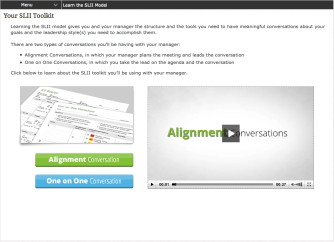 Menu
Learn the SLII Model
Your SLII Toolkit
Learning the SLII model gives you and your manager the structure and the tools you need to have meaningful conversations about your
goals and the leadership style(s) you need to accomplish them.
There are two types of conversations you'll be having with your manager:
• Alignment Conversations, in which your manager plans the meeting and leads the conversation
• One on One Conversations, in which you take the lead on the agenda and the conversation
Click below to learn about the SLII toolkit you'll be using with your manager.
Alignment Conversations
Alignment Conversation
One on One Conversation
00:01
00:37